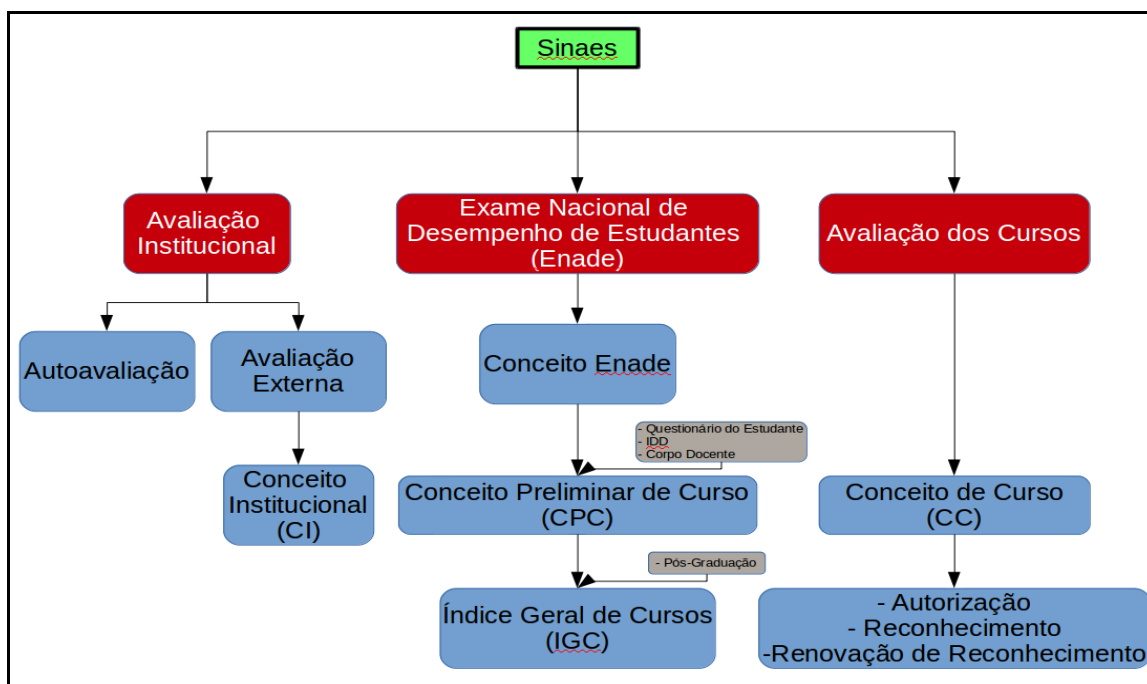 Sinaes
Avaliação
Institucional
Exame Nacional de
Desempenho de Estudantes
(Enade)
Avaliação dos Cursos
Autoavaliação
Avaliação
Externa
Conceito Enade
- Questionário do Estudante
- IDD
- Corpo Docente
Conceito
Institucional
(CI)
Conceito Preliminar de Curso
(CPC)
Conceito de Curso
(CC)
- Pós-Graduação
Índice Geral de Cursos
(IGC)
- Autorização
- Reconhecimento
-Renovação de Reconhecimento